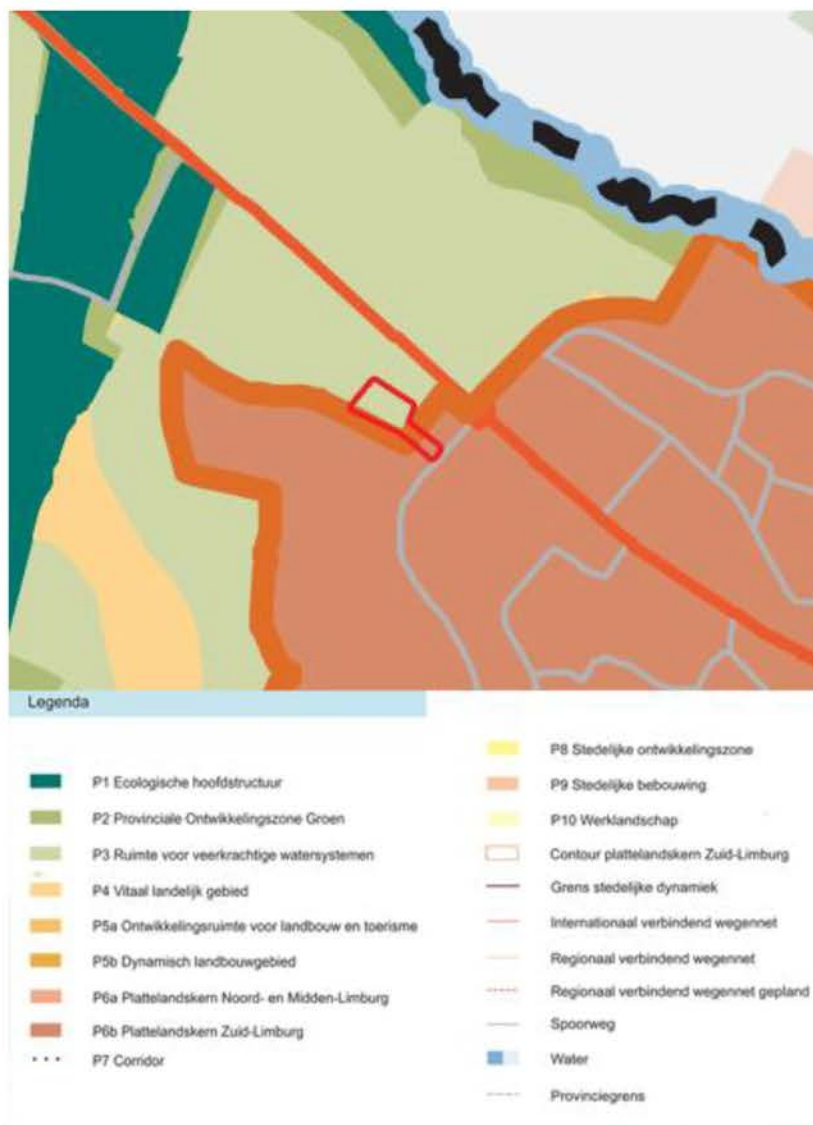 Legenda
P1 Ecologische hoofdstructuur
P2 Provinciale Ontwikkelingszone Groen
P3 Ruimte voor veerkrachtige watersystemen
P4 Vitaal landelijk gebied
P5a Ontwikkelingsruimte voor landbouw en toerisme
P5b Dynamisch landbouwgebied
P6a Plattelandskern Noord- en Midden-Limburg
P6b Plattelandskern Zuid-Limburg
P7 Corridor
P8 Stedelijke ontwikkelingszone
P9 Stedelijke bebouwing
P10 Werklandschap
Contour plattelandskern Zuid-Limburg
Grens stedelijke dynamiek
Internationaal verbindend wegennet
Regionaal verbindend wegennet
Regionaal verbindend wegennet gepland
Spoorweg
Water
Provinciegrens